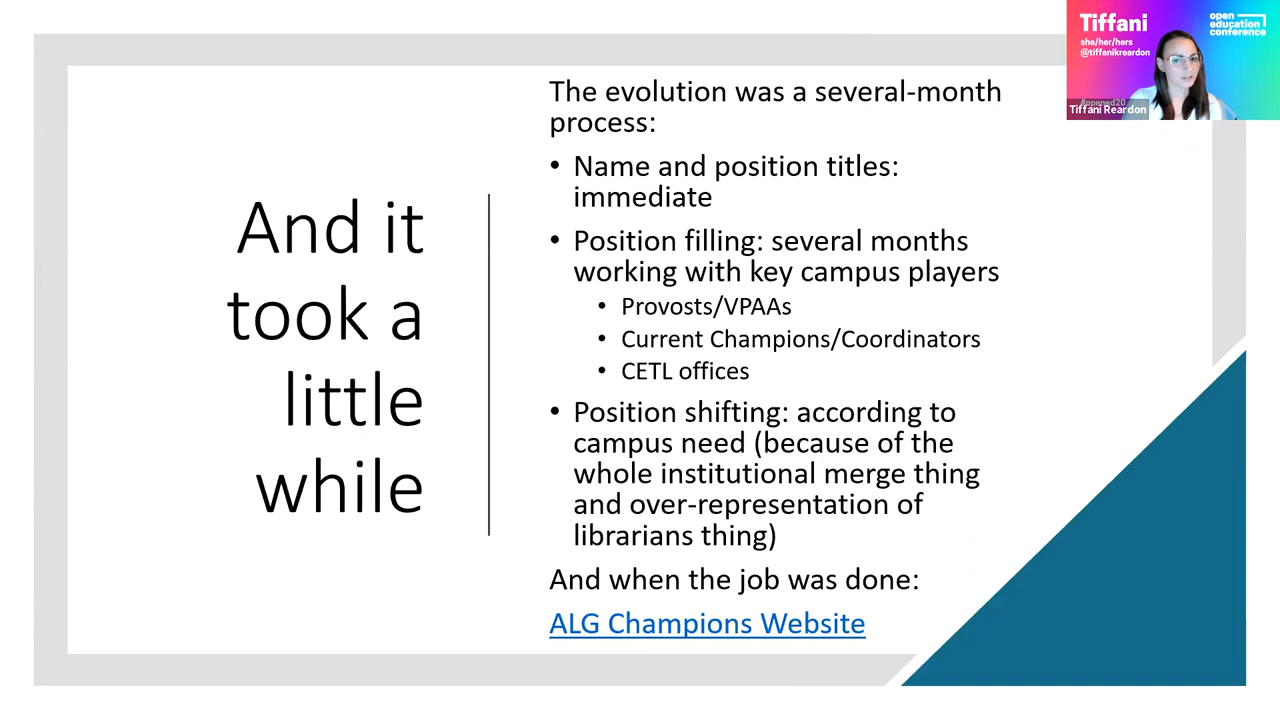 And it
took a
little
while
The evolution was a several-month
process:
• Name and position titles:
immediate
• Position filling: several months
working with key campus players
• Provosts/VPAAs
• Current Champions/Coordinators
• CETL offices
• Position shifting: according to
campus need (because of the
whole institutional merge thing
and over-representation of
librarians thing)
And when the job was done:
ALG Champions Website
Tiffani
she/her/hers
@tiffanikreardon
open
education
conference
#opened20
Tiffani Reardon